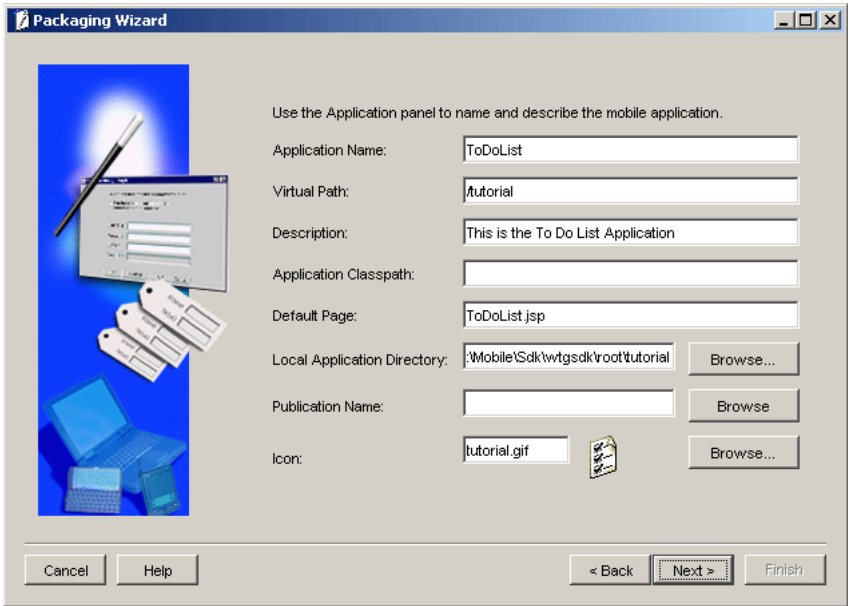 Packaging Wizard
Use the Application panel to name and describe the mobile application.
Application Name: ToDoList
Virtual Path: /tutorial
Description: This is the To Do List Application
Application Classpath:
Default Page: ToDoList.jsp
Local Application Directory: :\Mobile\Sdk\wtgsdk\root\tutorial Browse...
Publication Name: Browse
Icon: tutorial.gif Browse...
Cancel Help < Back Next > Finish